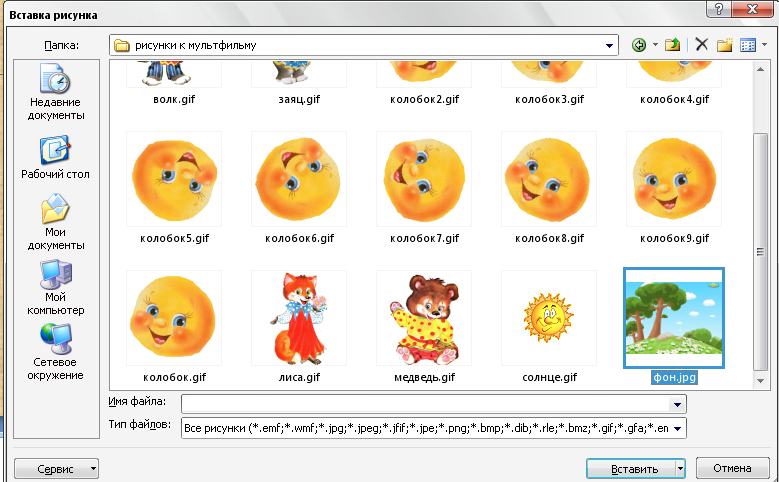 Вставка рисунка
Папка:
рисунки к мультфильму
Недавние
документы
Рабочий стол
Мои
документы
Мой
компьютер
Сетевое
окружение
волк.gif
заяц.gif
колобок2.gif
колобок3.gif
колобок4.gif
колобок5.gif
колобок6.gif
колобок7.gif
колобок8.gif
колобок9.gif
колобок.gif
лиса.gif
медведь.gif
солнце.gif
фон.jpg
Имя файла:
Тип файлов:
Все рисунки (*.emf;*.wmf;*.jpg;*.jpeg;*.jfif;*.jpe;*.png;*.bmp;*.dib;*.rle;*.bmz;*.gif;*.gfa;*.em
Сервис
Вставить
Отмена